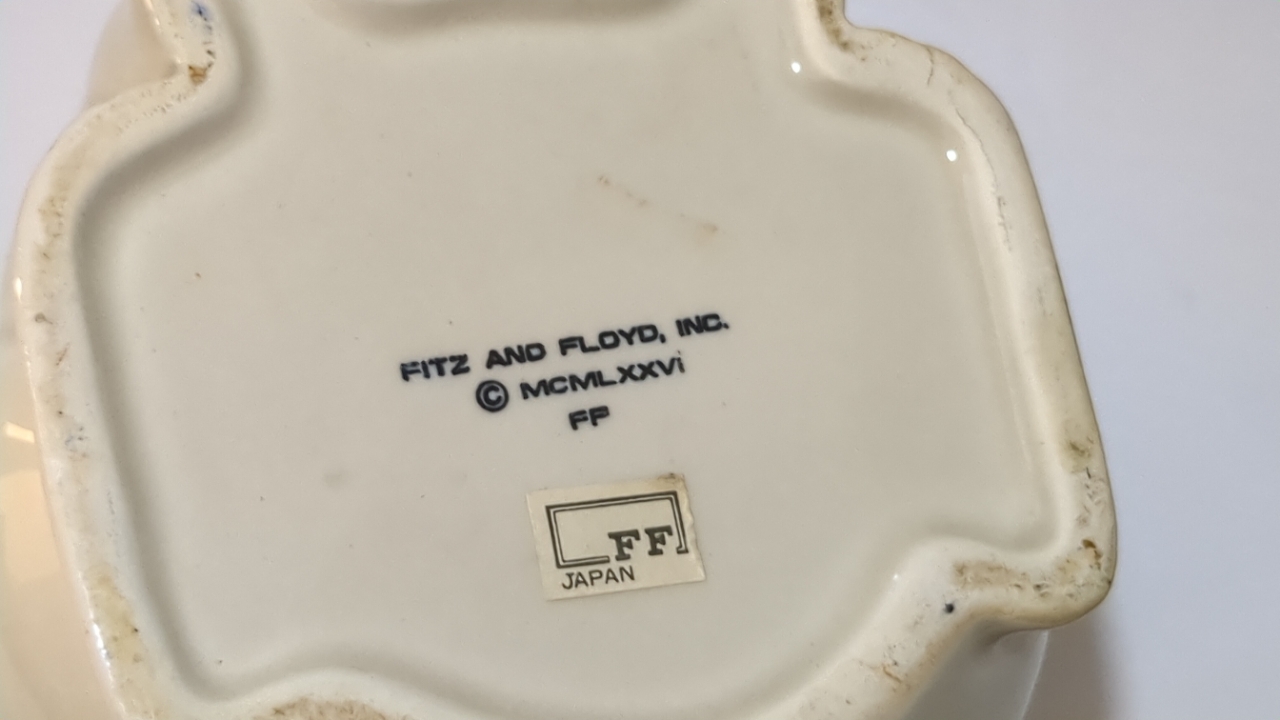 FITZ AND FLOYD, INC.
© MCMLXXVi
FF
FF
JAPAN